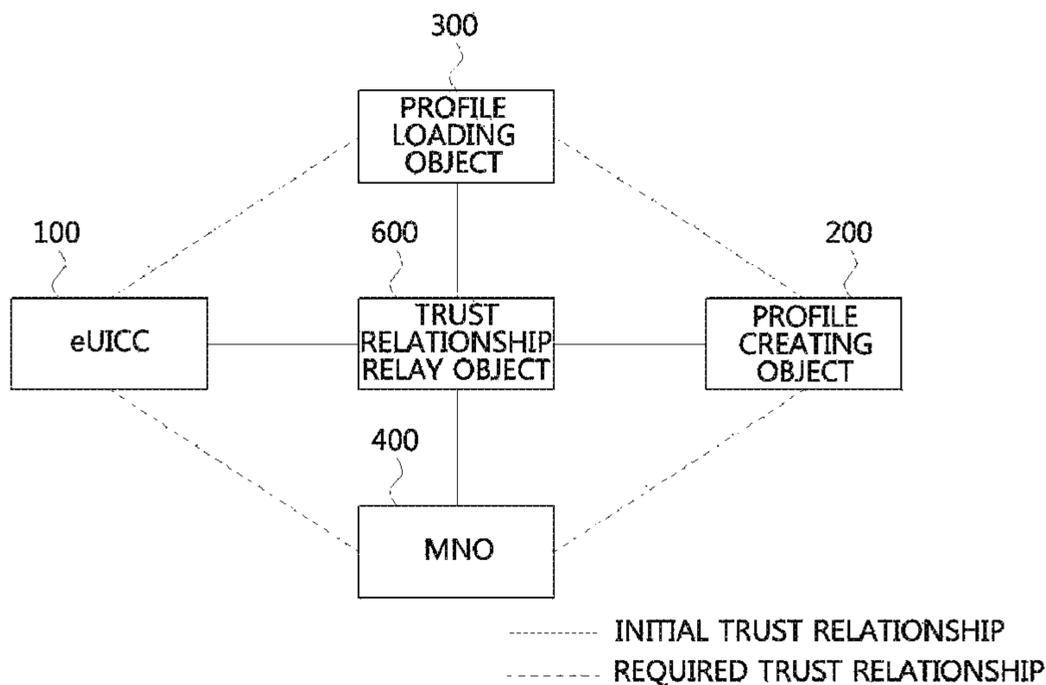 300
PROFILE
LOADING
OBJECT
100
600
200
eUICC
TRUST
RELATIONSHIP
RELAY OBJECT
PROFILE
CREATING
OBJECT
400
MNO
INITIAL TRUST RELATIONSHIP
REQUIRED TRUST RELATIONSHIP